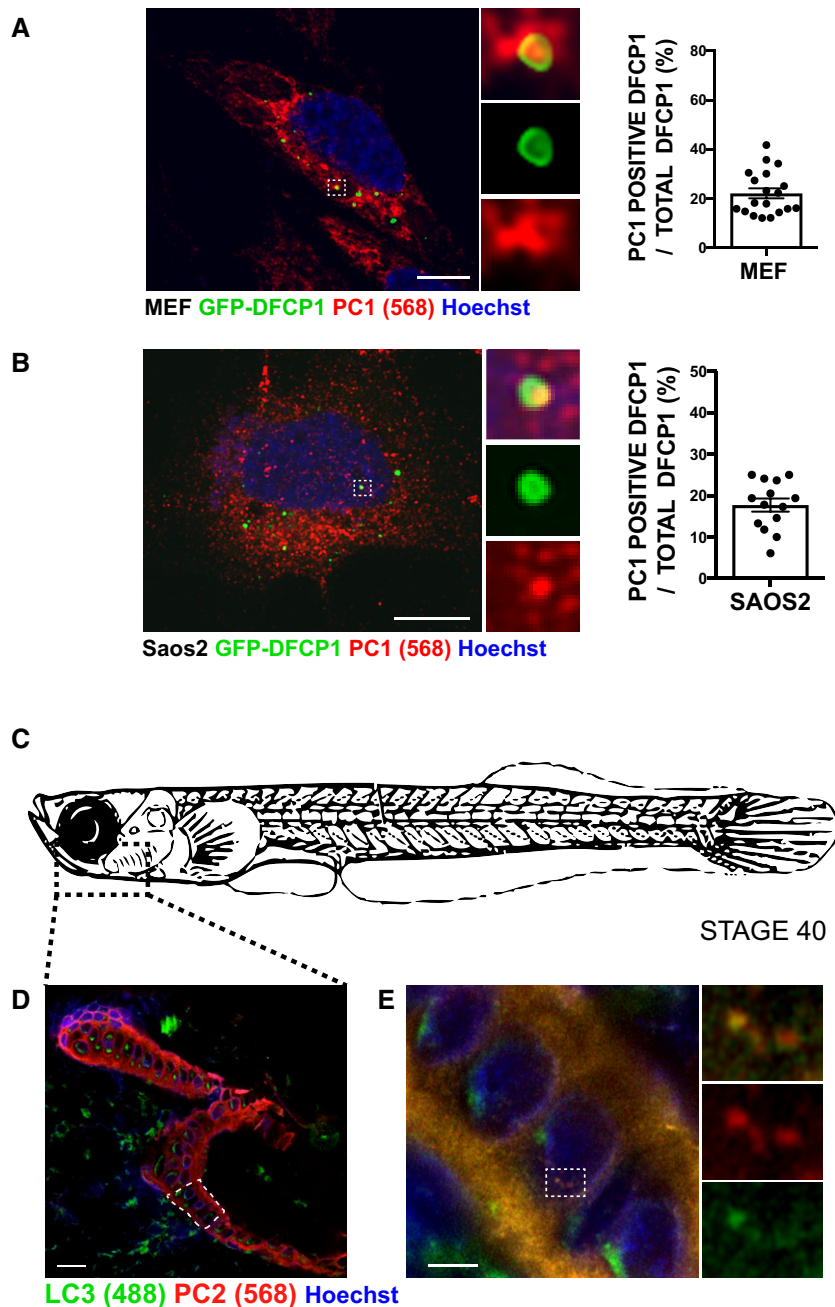 A
PC1 POSITIVE DFCP1
/ TOTAL DFCP1 (%)
80
60
40
20
0
MEF
MEF GFP-DFCP1 PC1 (568) Hoechst
B
PC1 POSITIVE DFCP1
/ TOTAL DFCP1 (%)
50
40
30
20
10
0
SAOS2
Saos2 GFP-DFCP1 PC1 (568) Hoechst
C
STAGE 40
D
E
LC3 (488) PC2 (568) Hoechst